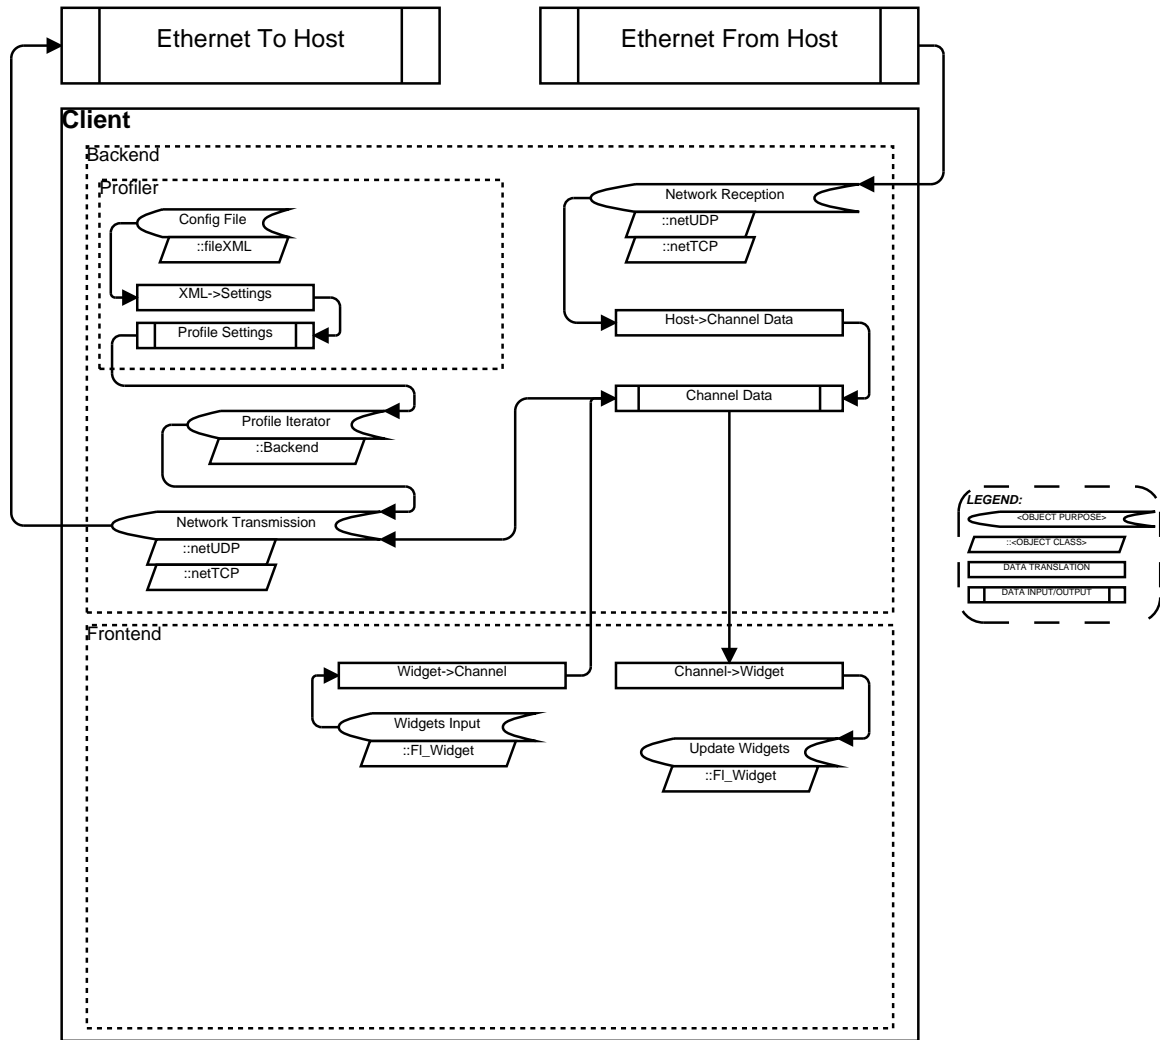 Ethernet To Host
Ethernet From Host
Client
Backend
Profiler
Config File
::fileXML
XML->Settings
Profile Settings
Network Reception
::netUDP
::netTCP
Host->Channel Data
Channel Data
Profile Iterator
::Backend
Network Transmission
::netUDP
::netTCP
Frontend
Widget->Channel
Widgets Input
::Fl_Widget
Channel->Widget
Update Widgets
::Fl_Widget
LEGEND:
<OBJECT PURPOSE>
::<OBJECT CLASS>
DATA TRANSLATION
DATA INPUT/OUTPUT